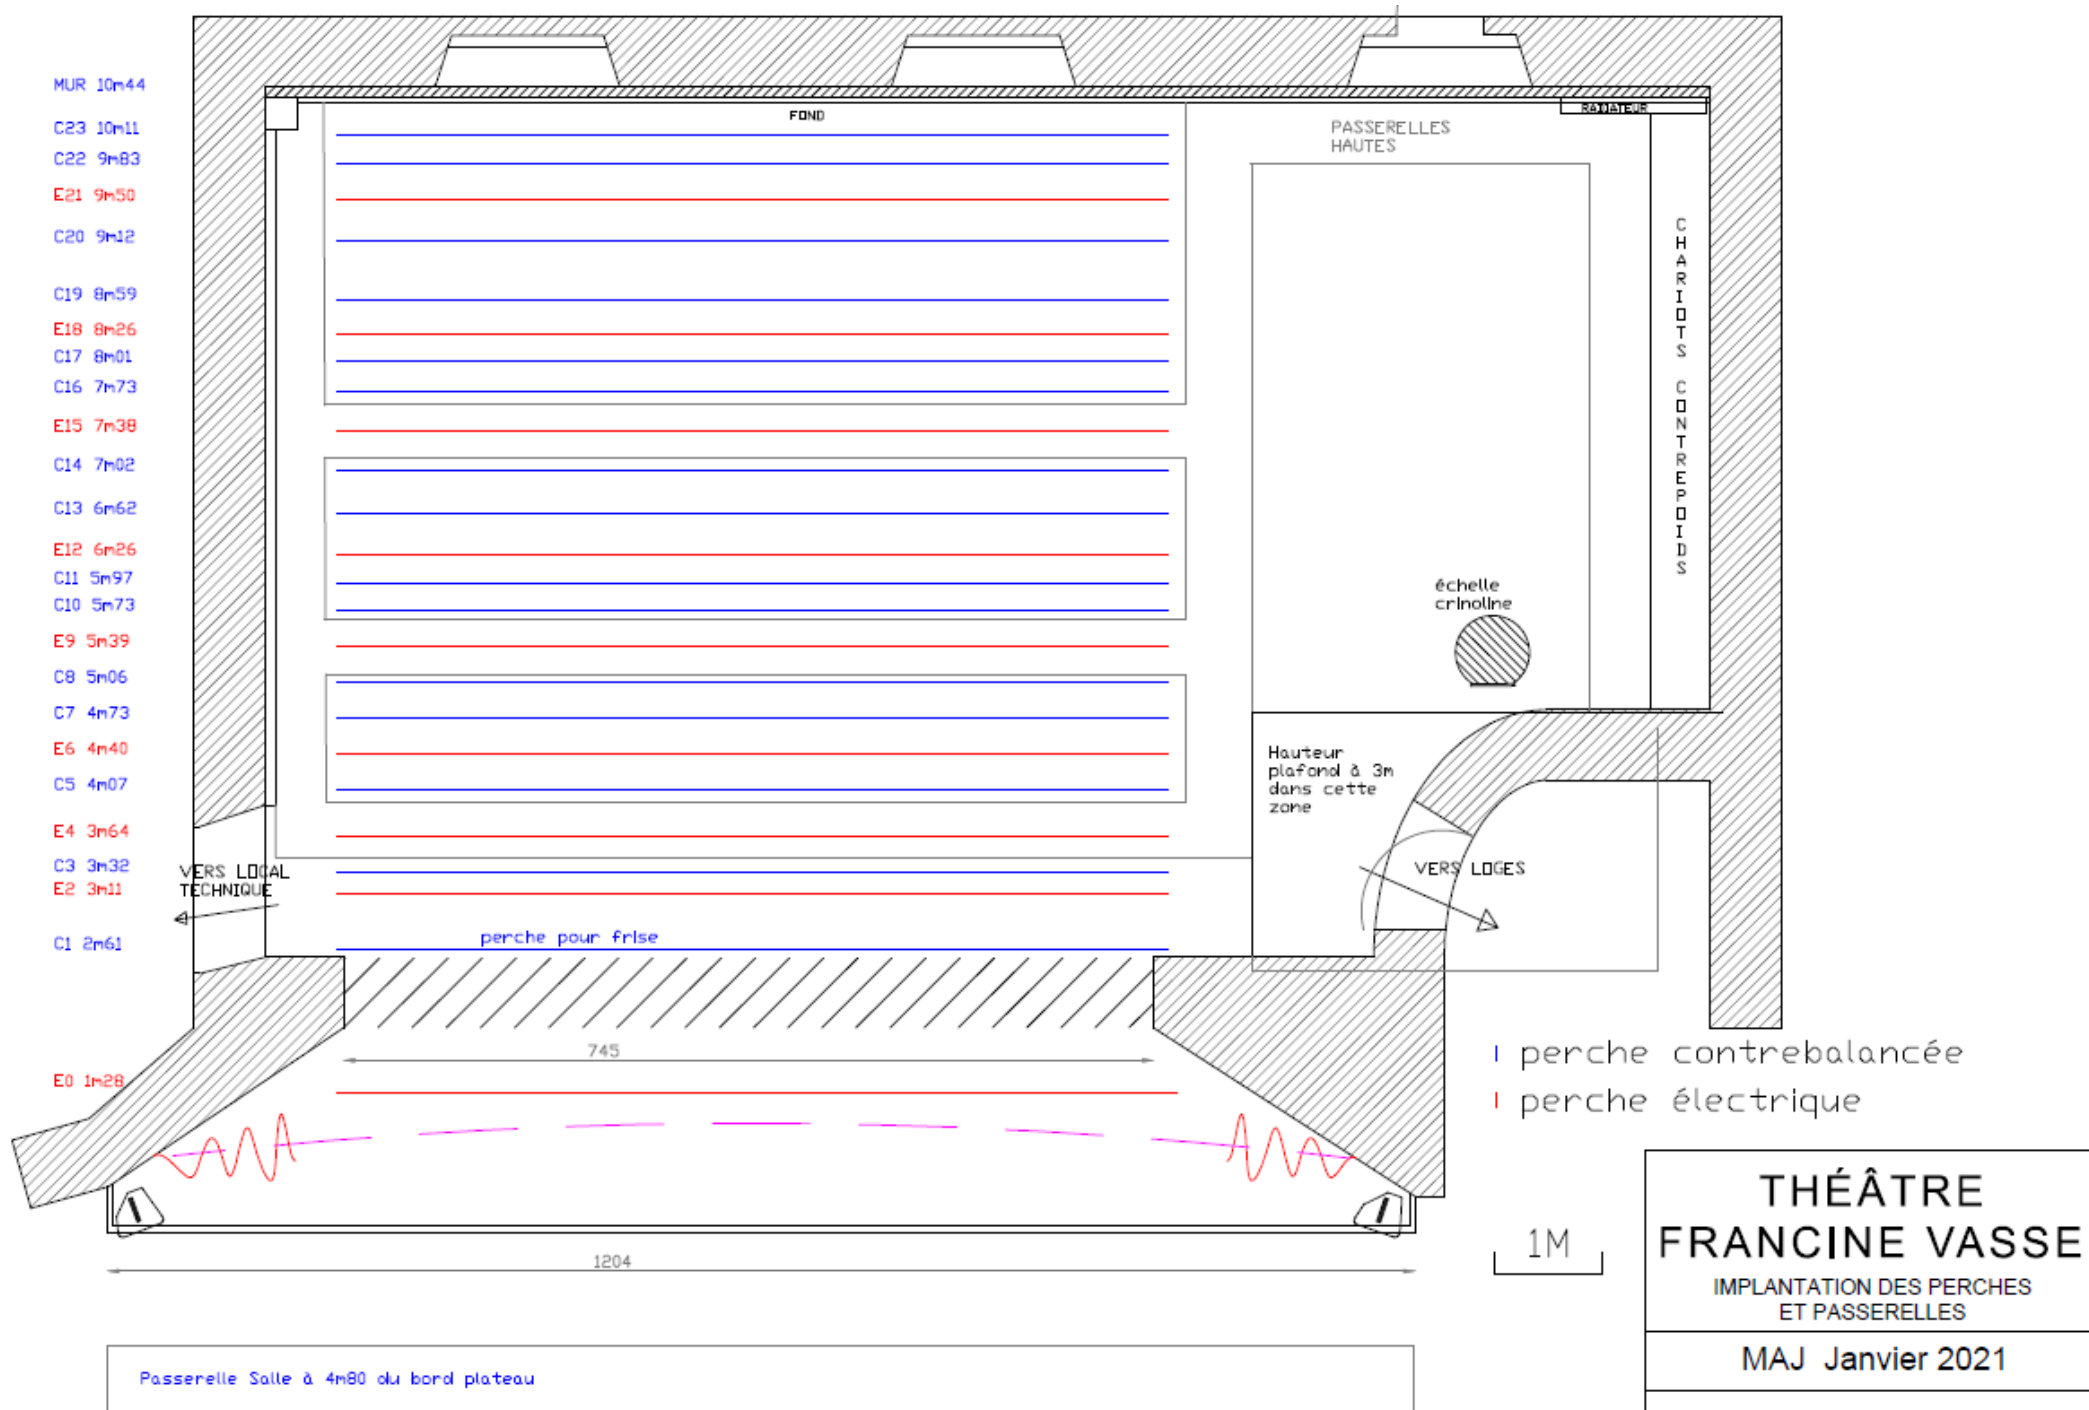 MUR 10m44
C23 10m11
C22 9m83
E21 9m50
C20 9m12
C19 8m59
E18 8m26
C17 8m01
C16 7m73
E15 7m38
C14 7m02
C13 6m62
E12 6m26
C11 5m97
C10 5m73
E9 5m39
C8 5m06
C7 4m73
E6 4m40
C5 4m07
E4 3m64
C3 3m32
E2 3m11
C1 2m61
E0 1m28
FOND
PASSERELLES
HAUTES
RAIDATEUR
CHARIOTS CONTREPOIDS
échelle
crinoline
Hauteur
plafond à 3m
dans cette
zone
VERS LOCAL
TECHNIQUE
VERS LOGES
perche pour frise
745
1204
perche contrebalancée
perche électrique
1M
THÉÂTRE
FRANCINE VASSE
IMPLANTATION DES PERCHES
ET PASSERELLES
MAJ Janvier 2021
Passerelle Salle à 4m80 du bord plateau